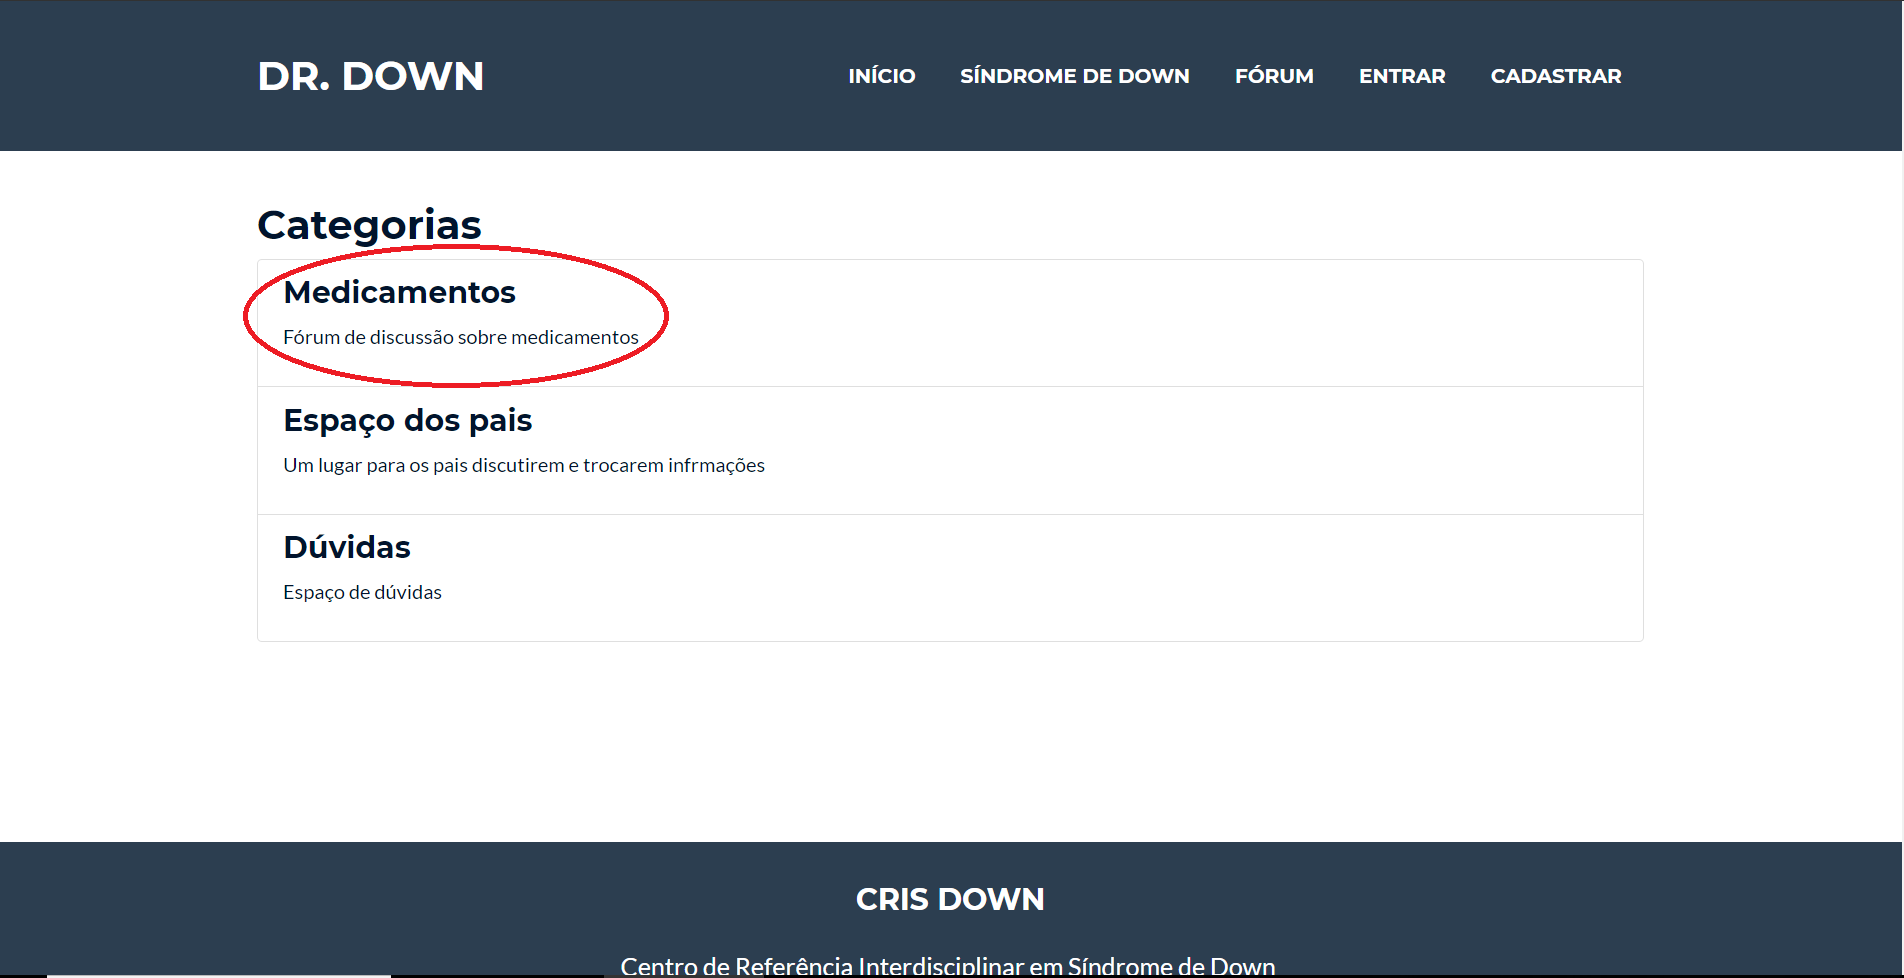 DR. DOWN
INÍCIO SÍNDROME DE DOWN FÓRUM ENTRAR CADASTRAR
Categorias
Medicamentos
Fórum de discussão sobre medicamentos
Espaço dos pais
Um lugar para os pais discutirem e trocarem infrmações
Dúvidas
Espaço de dúvidas
CRIS DOWN
Centro de Referência Interdisciplinar em Síndrome de Down